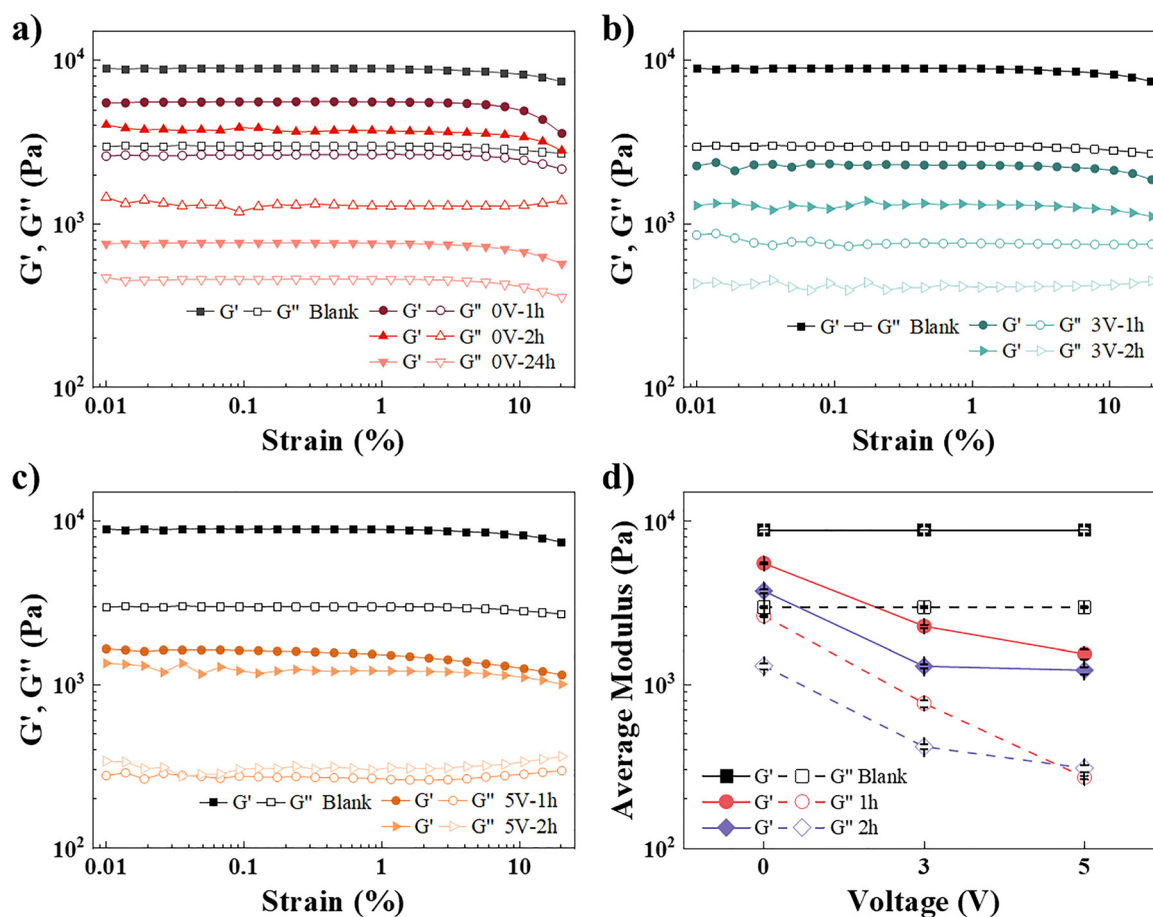 a)
G', G'' (Pa)
10⁴
10³
10²
G' G'' Blank G' G'' 0V-1h
G' G'' 0V-2h
G' G'' 0V-24h
0.01 0.1 1 10
Strain (%)
b)
G', G'' (Pa)
10⁴
10³
10²
G' G'' Blank G' G'' 3V-1h
G' G'' 3V-2h
0.01 0.1 1 10
Strain (%)
c)
G', G'' (Pa)
10⁴
10³
10²
G' G'' Blank G' G'' 5V-1h
G' G'' 5V-2h
0.01 0.1 1 10
Strain (%)
d)
Average Modulus (Pa)
10⁴
10³
10²
G' G'' Blank
G' G'' 1h
G' G'' 2h
0 3 5
Voltage (V)